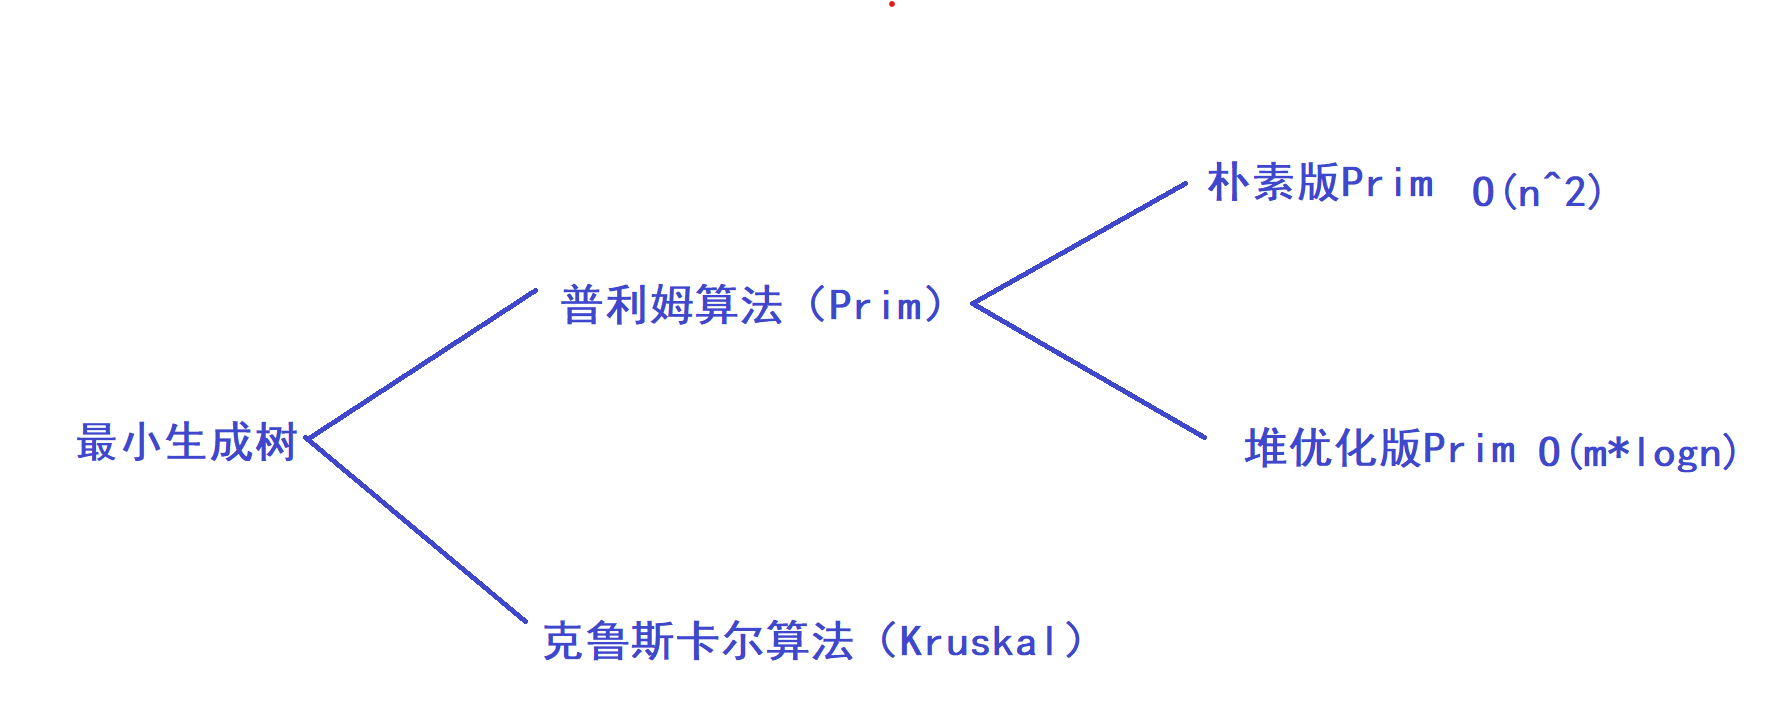 朴素版Prim O(n^2)
普利姆算法（Prim）
最小生成树
堆优化版Prim O(m*logn)
克鲁斯卡尔算法（Kruskal）